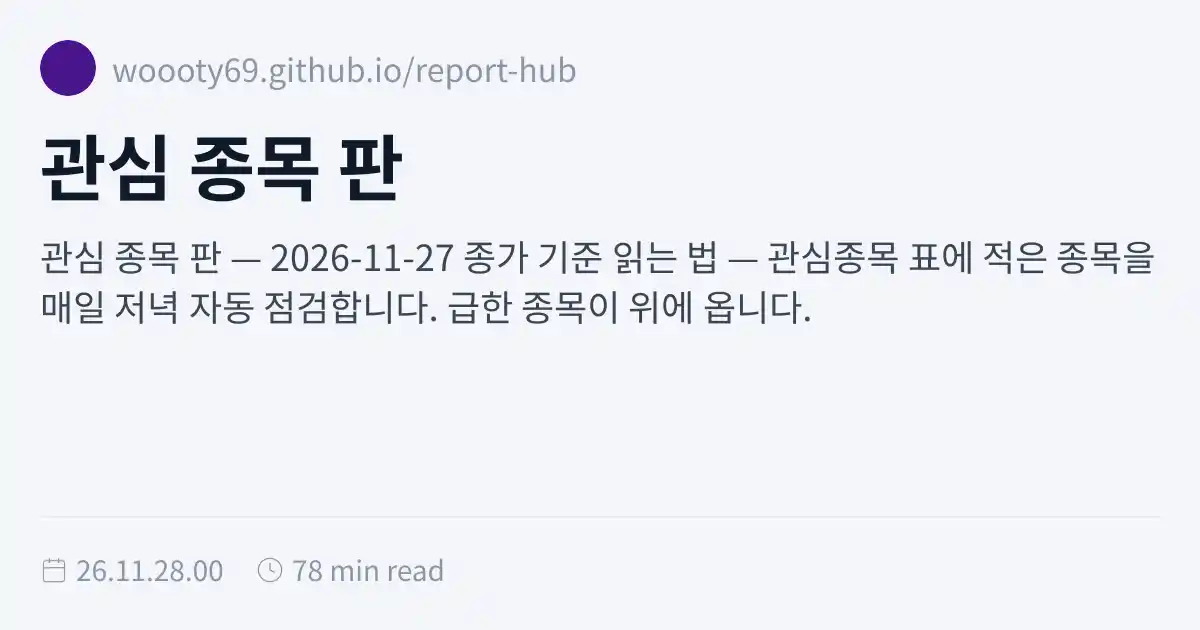 woooty69.github.io/report-hub
관심 종목 판
관심 종목 판 — 2026-11-27 종가 기준 읽는 법 — 관심종목 표에 적은 종목을
매일 저녁 자동 점검합니다. 급한 종목이 위에 옵니다.
26.11.28.00 78 min read